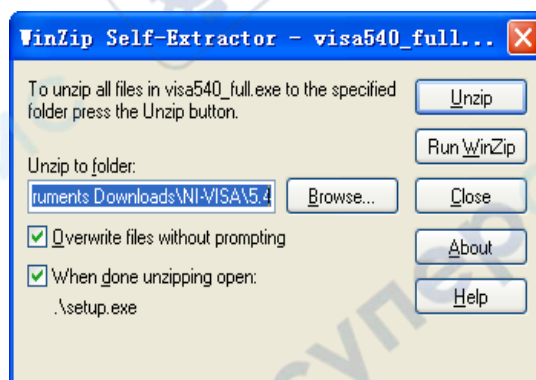 WinZip Self-Extractor - visa540_full...
To unzip all files in visa540_full.exe to the specified
folder press the Unzip button.
Unzip to folder:
ruments Downloads\NI-VISA\5.4
Browse...
Overwrite files without prompting
When done unzipping open:
.\setup.exe
Unzip
Run WinZip
Close
About
Help